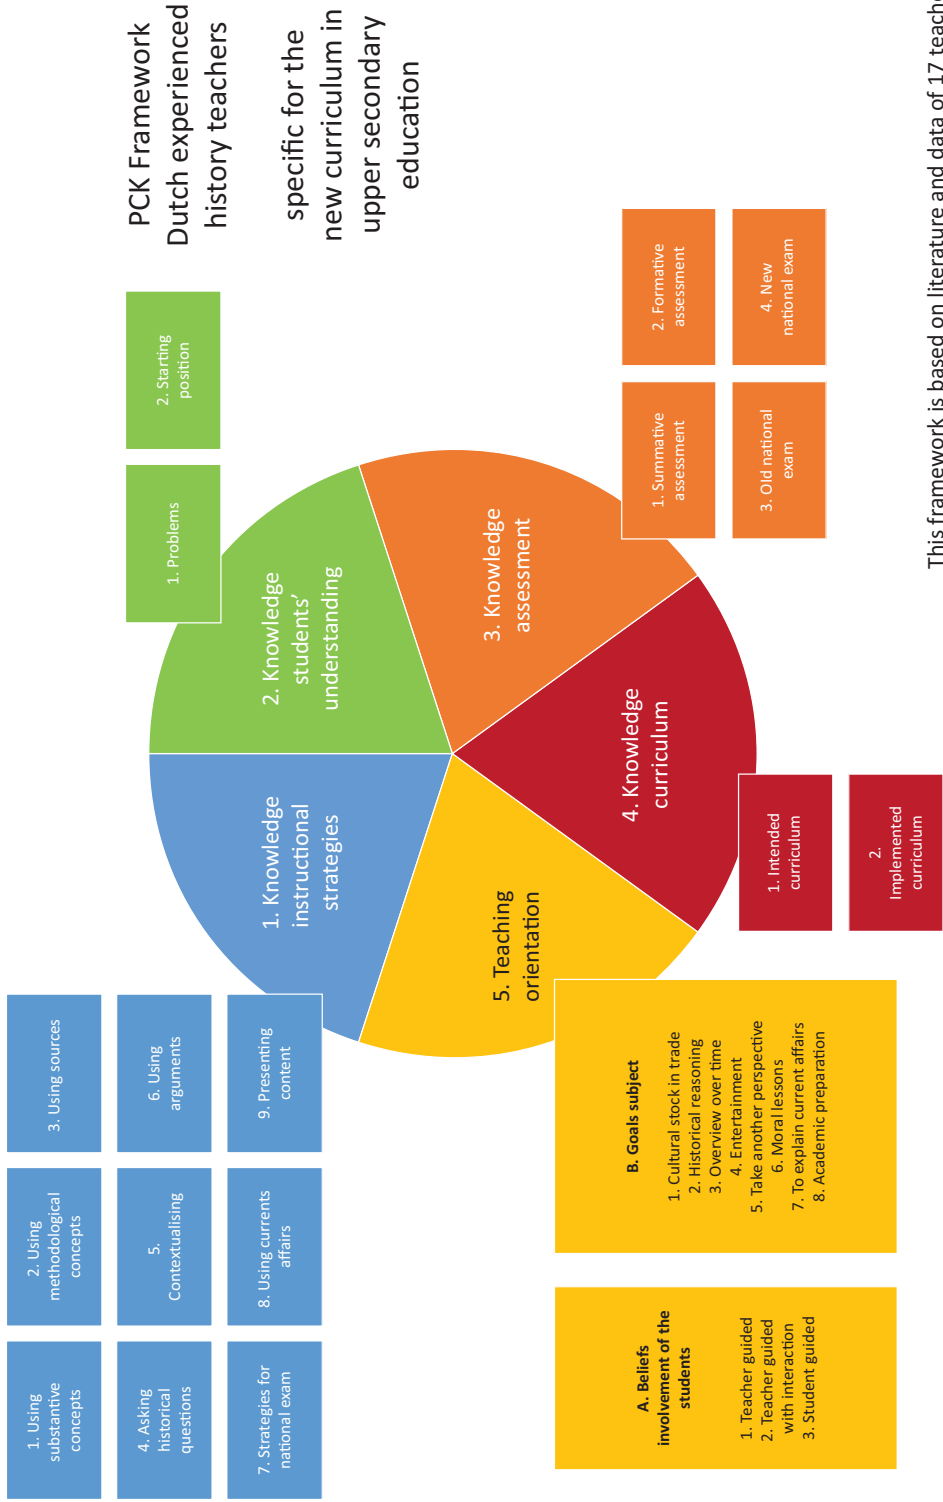 PCK Framework
Dutch experienced
history teachers
specific for the
new curriculum in
upper secondary
education
1. Using
substantive
concepts
2. Using
methodological
concepts
3. Using sources
4. Asking
historical
questions
5.
Contextualising
6. Using
arguments
7. Strategies for
national exam
8. Using currents
affairs
9. Presenting
content
1. Knowledge
instructional
strategies
2. Knowledge
students'
understanding
1. Problems
2. Starting
position
3. Knowledge
assessment
1. Summative
assessment
2. Formative
assessment
3. Old national
exam
4. New
national exam
4. Knowledge
curriculum
1. Intended
curriculum
2.
Implemented
curriculum
5. Teaching
orientation
A. Beliefs
involvement of the
students
1. Teacher guided
2. Teacher guided
with interaction
3. Student guided
B. Goals subject
1. Cultural stock in trade
2. Historical reasoning
3. Overview over time
4. Entertainment
5. Take another perspective
6. Moral lessons
7. To explain current affairs
8. Academic preparation
This framework is based on literature and data of 17 teache